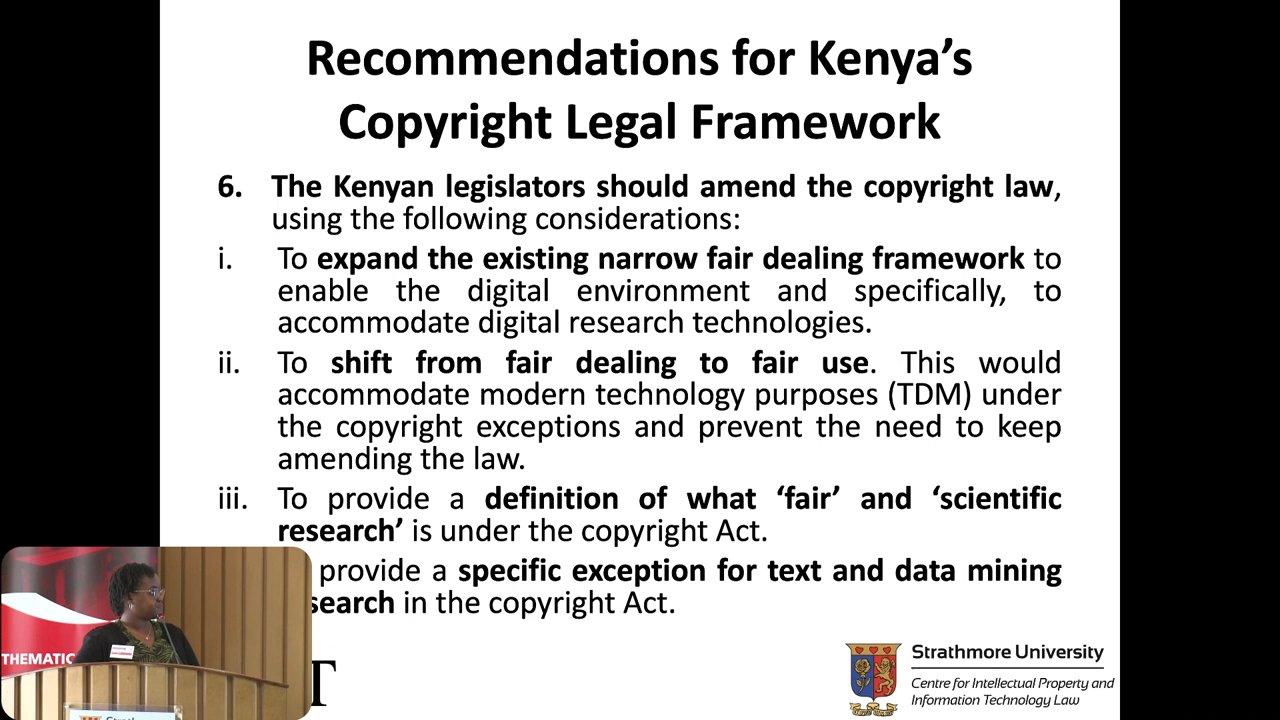 Recommendations for Kenya’s
Copyright Legal Framework
6. The Kenyan legislators should amend the copyright law,
using the following considerations:
i. To expand the existing narrow fair dealing framework to
enable the digital environment and specifically, to
accommodate digital research technologies.
ii. To shift from fair dealing to fair use. This would
accommodate modern technology purposes (TDM) under
the copyright exceptions and prevent the need to keep
amending the law.
iii. To provide a definition of what ‘fair’ and ‘scientific
research’ is under the copyright Act.
provide a specific exception for text and data mining
search in the copyright Act.
THEMATIC
T
Strathmore University
Centre for Intellectual Property and
Information Technology Law